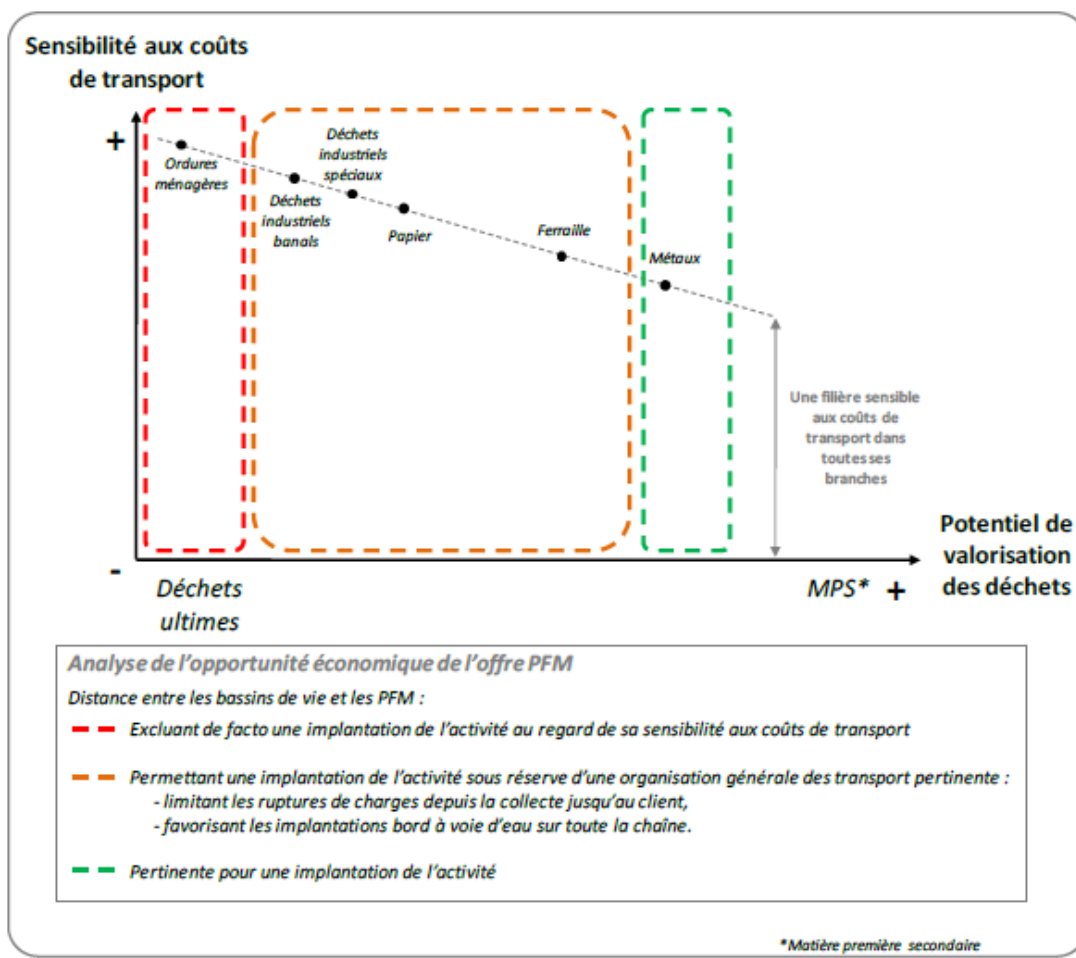 Sensibilité aux coûts
de transport
+
Ordures
ménagères
Déchets
industriels
banals
Déchets
industriels
spéciaux
Papier
Ferraille
Métaux
Une filière sensible
aux coûts de
transport dans
toutes ses
branches
Potentiel de
valorisation
des déchets
-
Déchets
ultimes
MPS* +
Analyse de l'opportunité économique de l'offre PFM
Distance entre les bassins de vie et les PFM :
Excluant de facto une implantation de l'activité au regard de sa sensibilité aux coûts de transport
Permettant une implantation de l'activité sous réserve d'une organisation générale des transport pertinente :
- limitant les ruptures de charges depuis la collecte jusqu'au client,
- favorisant les implantations bord à voie d'eau sur toute la chaîne.
Pertinente pour une implantation de l'activité
*Matière première secondaire